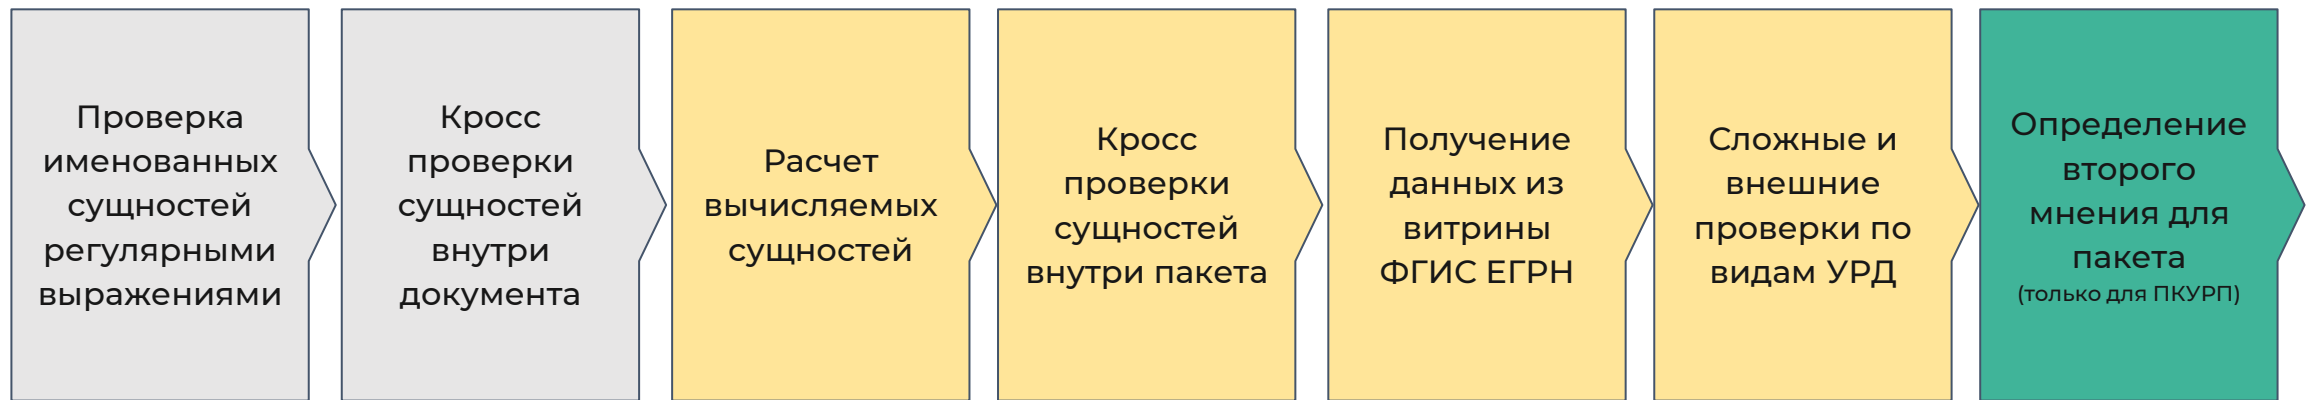 Проверка
именованных
сущностей
регулярными
выражениями
Кросс
проверки
сущностей
внутри
документа
Расчет
вычисляемых
сущностей
Кросс
проверки
сущностей
внутри пакета
Получение
данных из
витрины
ФГИС ЕГРН
Сложные и
внешние
проверки по
видам УРД
Определение
второго
мнения для
пакета
(только для ПКУРП)